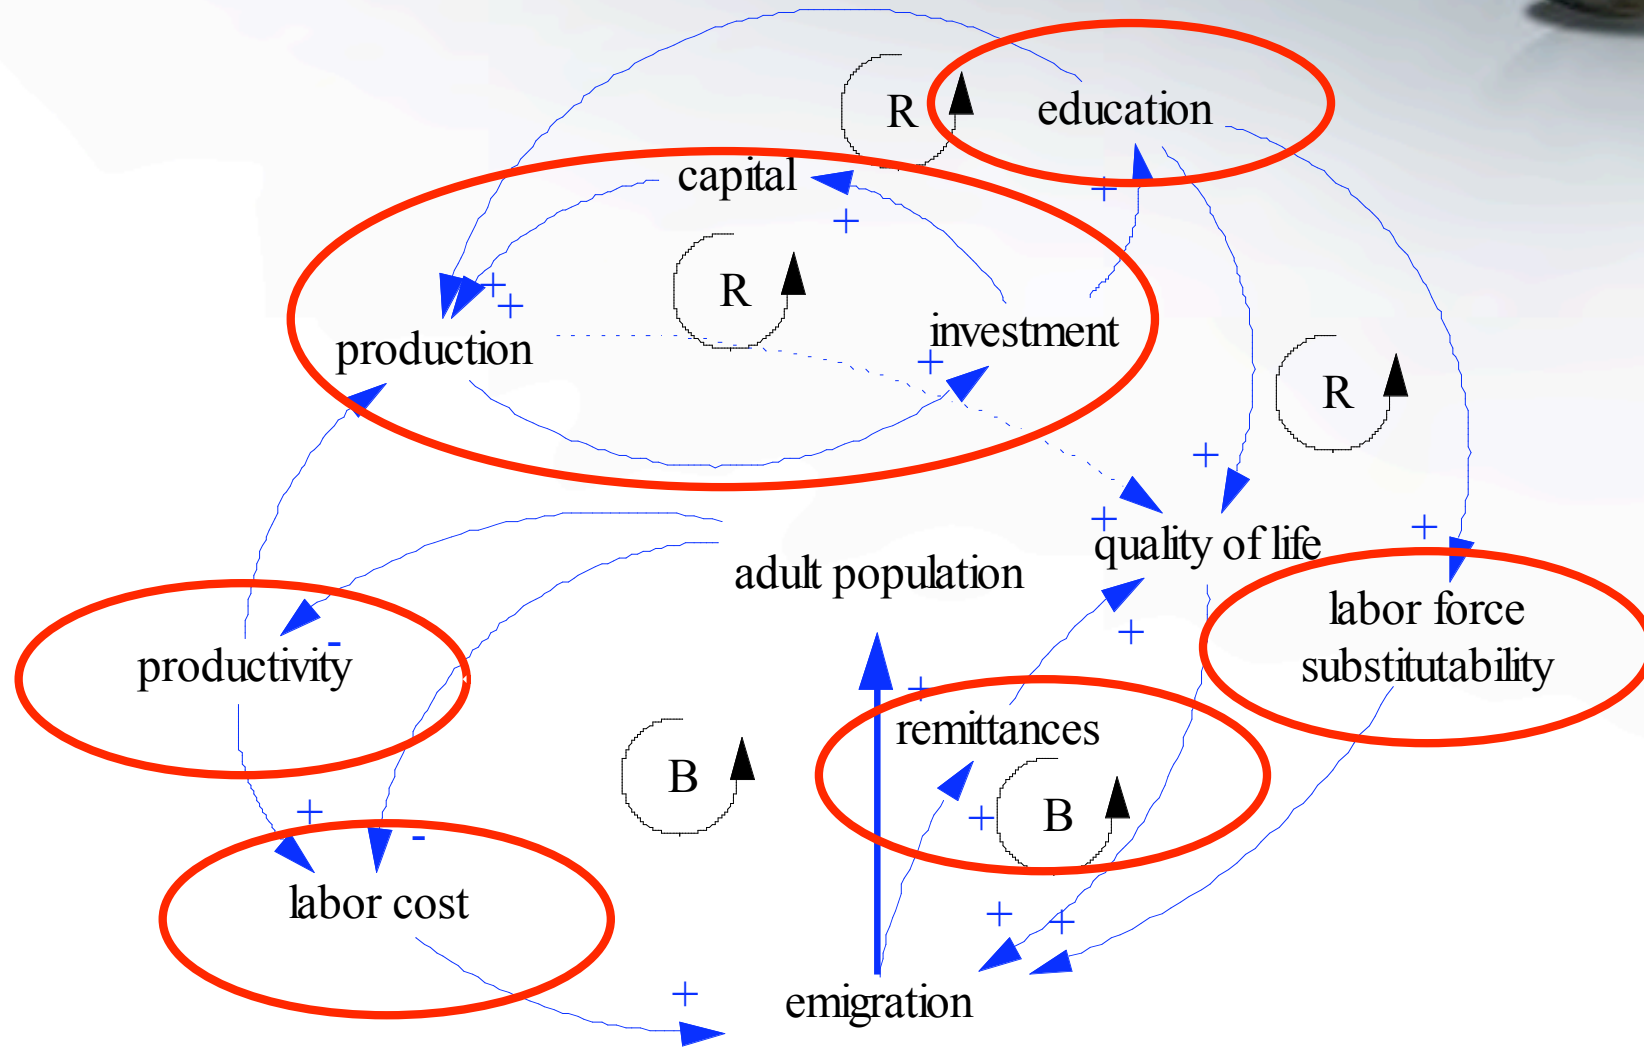 R
education
+
capital
+
R
+
+
production
investment
+
R
+
+
+
quality of life
adult population
labor force
substitutability
+
-
productivity
+
remittances
B
+
B
+
-
labor cost
+
+
+
emigration